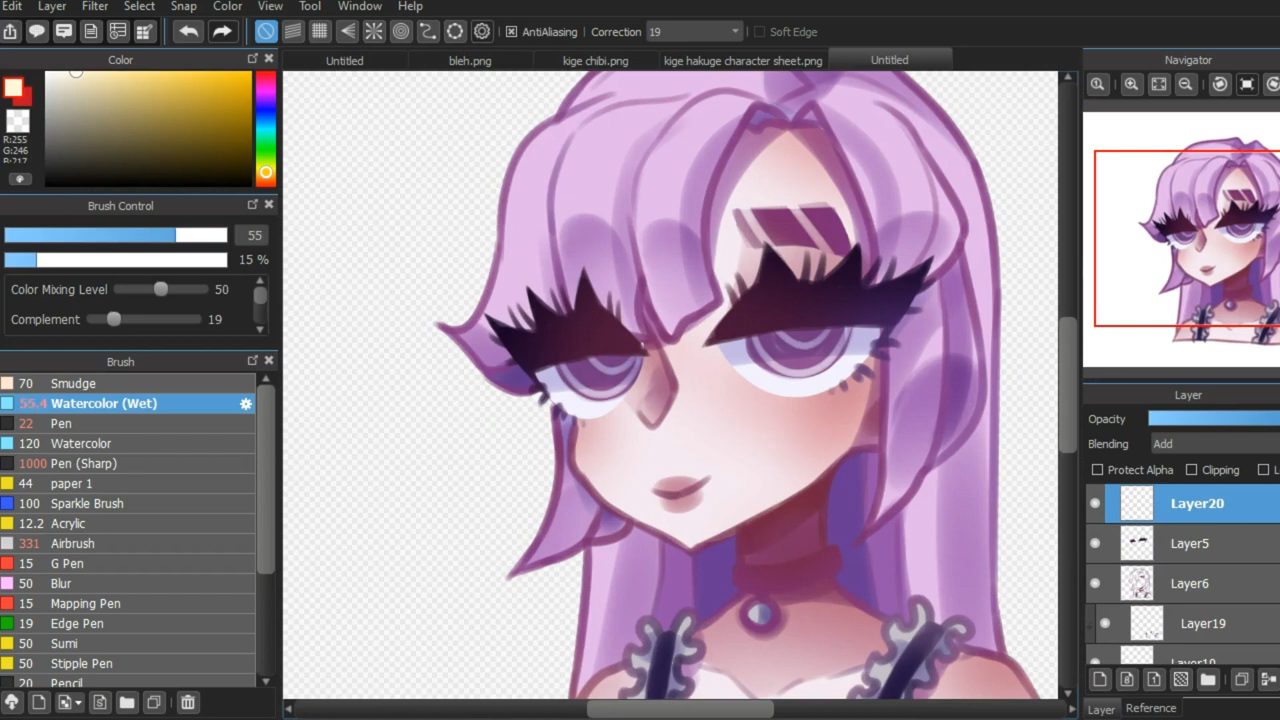 Edit Layer Filter Select Snap Color View Tool Window Help
AntiAliasing Correction 19 Soft Edge
Color
Untitled bleh.png kige chibi.png kige hakuge character sheet.png Untitled
Navigator
R:255
G:246
B:217
Brush Control
55
15 %
Color Mixing Level 50
Complement 19
Brush
70 Smudge
55.4 Watercolor (Wet)
22 Pen
120 Watercolor
1000 Pen (Sharp)
44 paper 1
100 Sparkle Brush
12.2 Acrylic
331 Airbrush
15 G Pen
50 Blur
15 Mapping Pen
19 Edge Pen
50 Sumi
50 Stipple Pen
20 Pencil
Layer
Opacity
Blending Add
Protect Alpha Clipping L
Layer20
Layer5
Layer6
Layer19
Layer10
Layer Reference